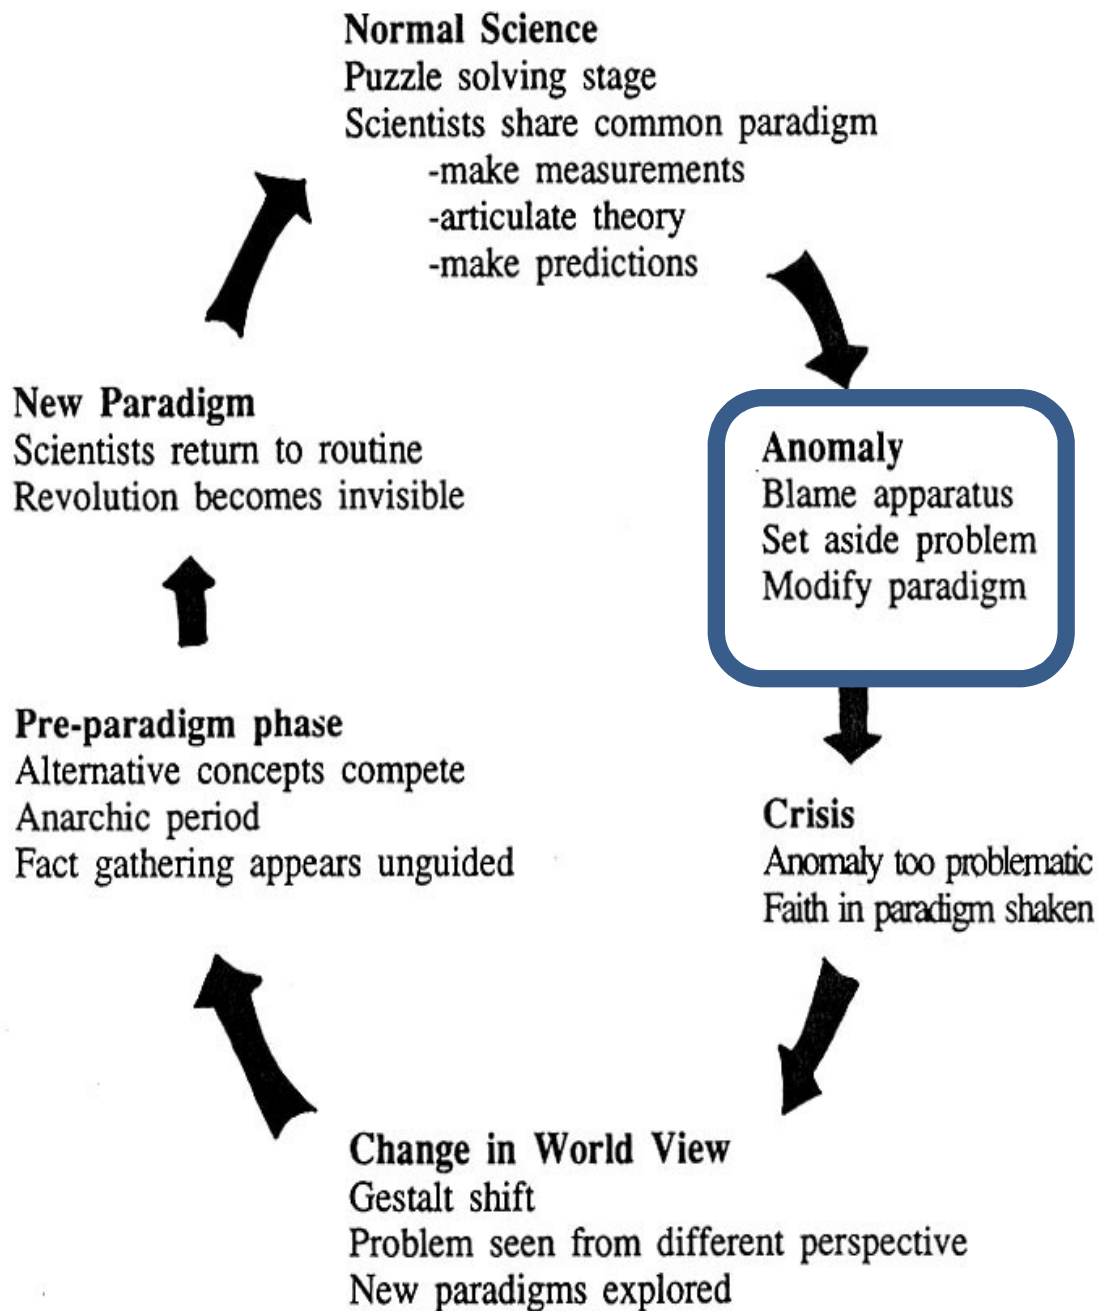 Normal Science
Puzzle solving stage
Scientists share common paradigm
-make measurements
-articulate theory
-make predictions
Anomaly
Blame apparatus
Set aside problem
Modify paradigm
Crisis
Anomaly too problematic
Faith in paradigm shaken
Change in World View
Gestalt shift
Problem seen from different perspective
New paradigms explored
Pre-paradigm phase
Alternative concepts compete
Anarchic period
Fact gathering appears unguided
New Paradigm
Scientists return to routine
Revolution becomes invisible